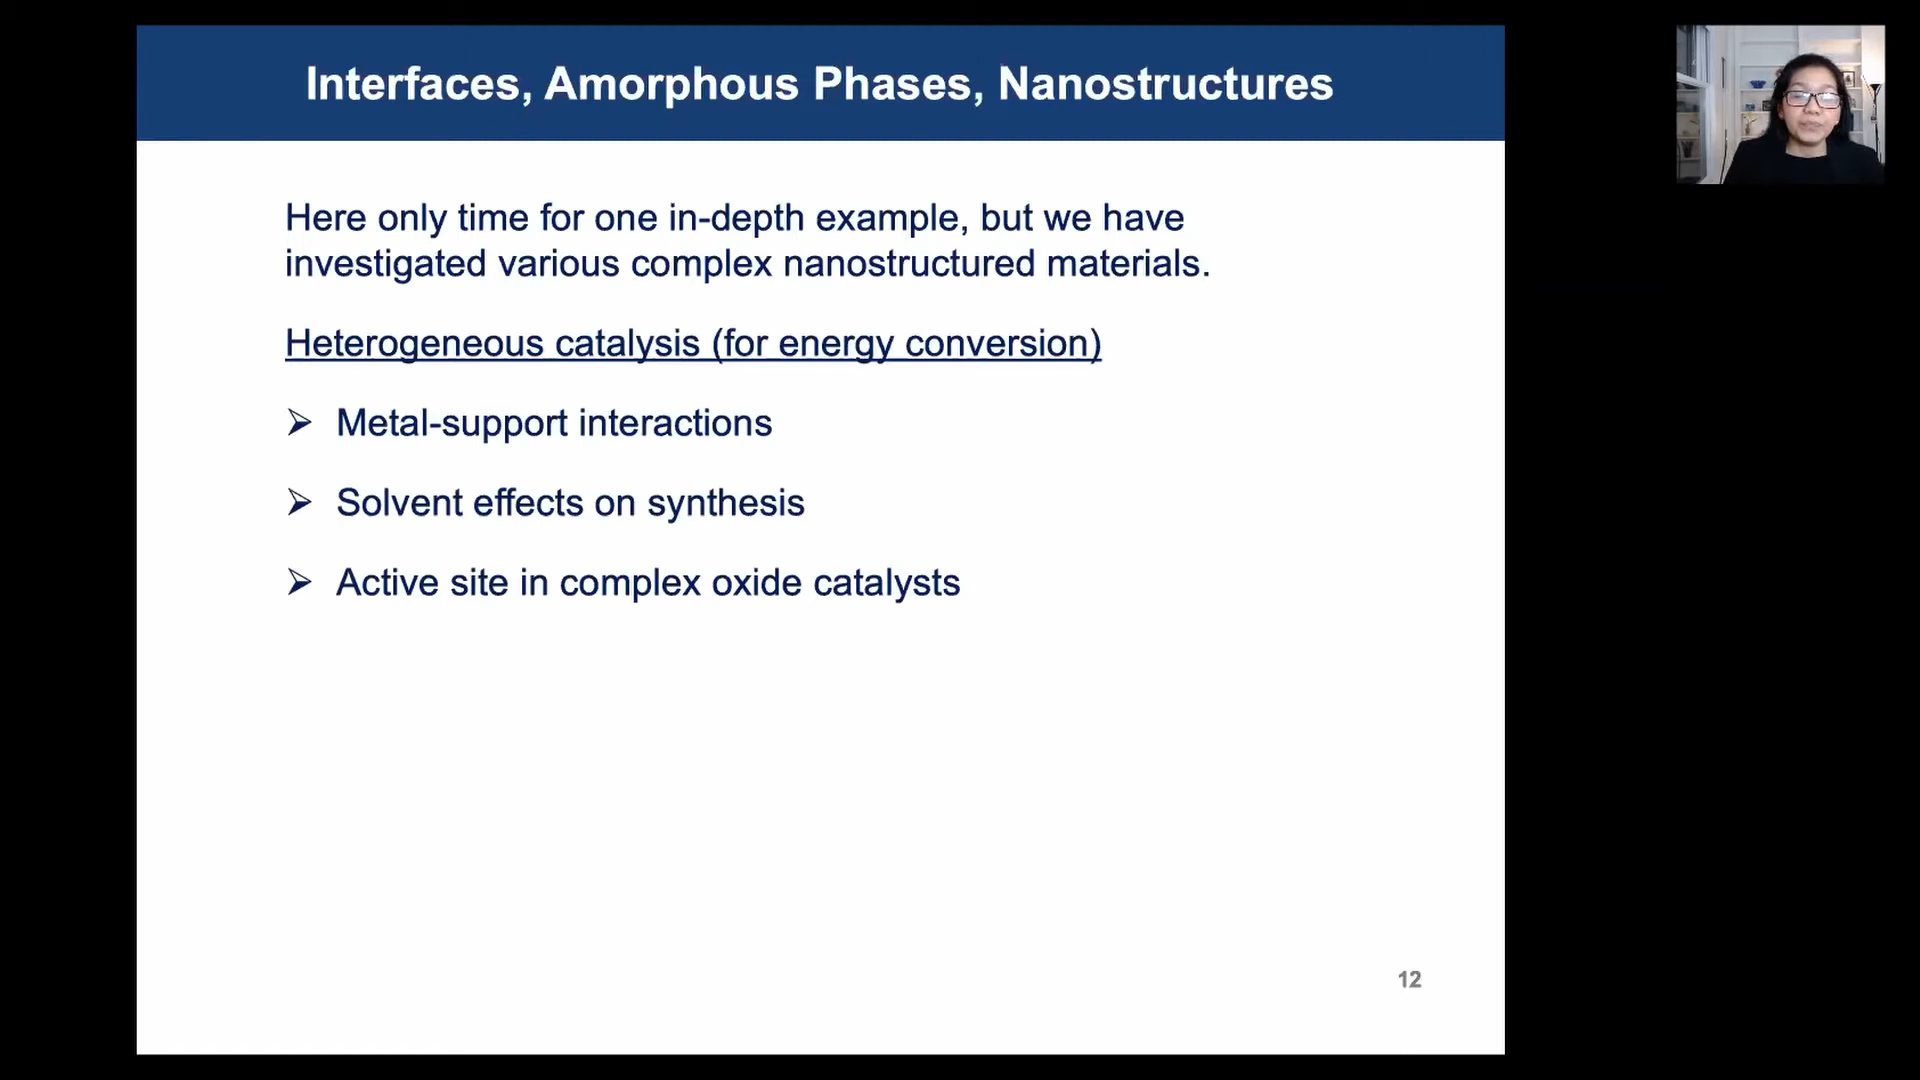 Interfaces, Amorphous Phases, Nanostructures
Here only time for one in-depth example, but we have
investigated various complex nanostructured materials.
Heterogeneous catalysis (for energy conversion)
➢ Metal-support interactions
➢ Solvent effects on synthesis
➢ Active site in complex oxide catalysts
12